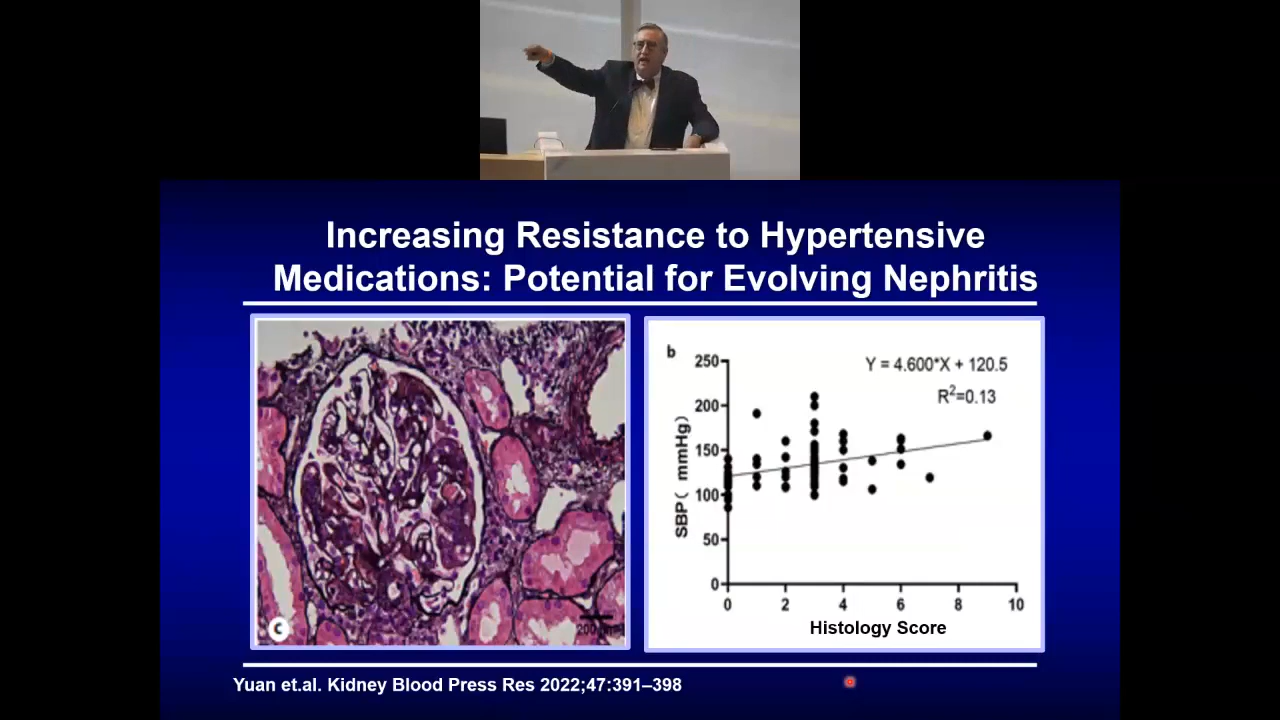 Increasing Resistance to Hypertensive
Medications: Potential for Evolving Nephritis
C
b
Y = 4.600*X + 120.5
R²=0.13
SBP( mmHg)
250
200
150
100
50
0
0 2 4 6 8 10
Histology Score
Yuan et.al. Kidney Blood Press Res 2022;47:391–398